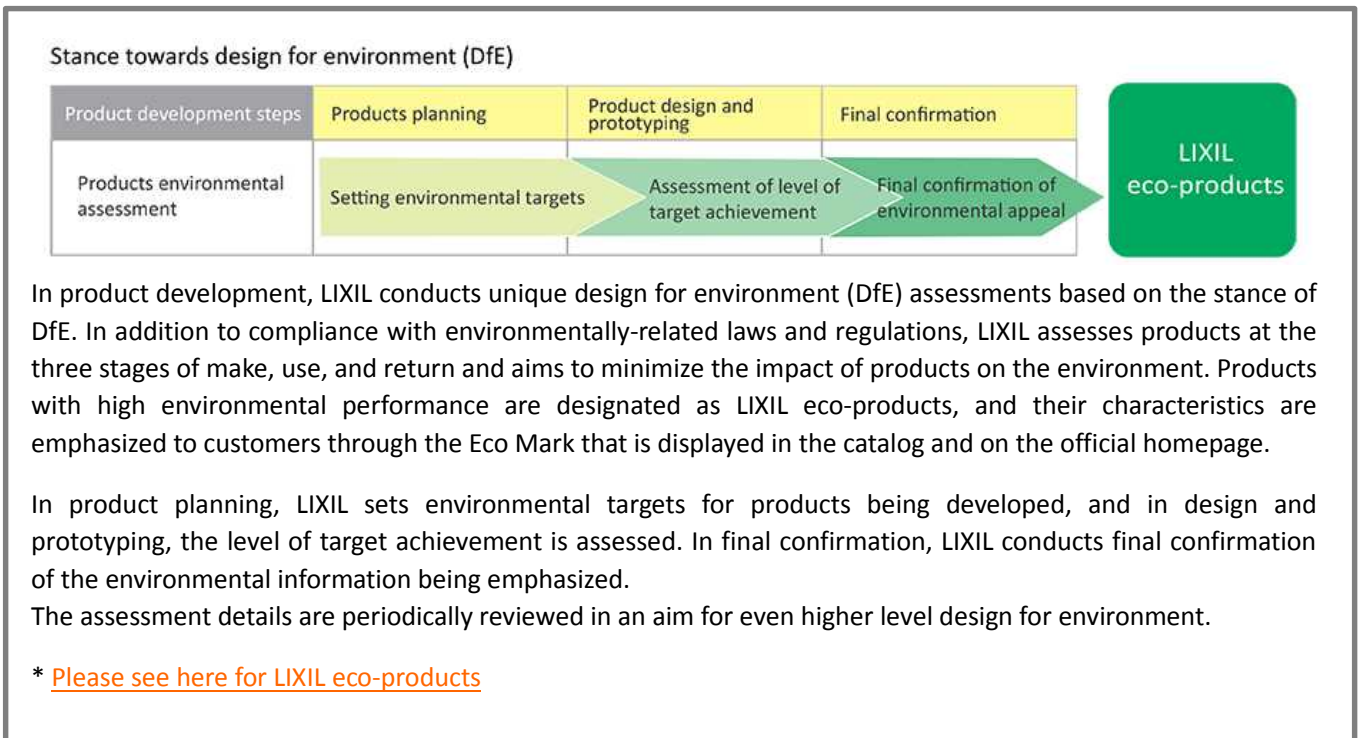 Stance towards design for environment (DfE)
Product development steps
Products planning
Product design and
prototyping
Final confirmation
Products environmental
assessment
Setting environmental targets
Assessment of level of
target achievement
Final confirmation of
environmental appeal
LIXIL
eco-products
In product development, LIXIL conducts unique design for environment (DfE) assessments based on the stance of
DfE. In addition to compliance with environmentally-related laws and regulations, LIXIL assesses products at the
three stages of make, use, and return and aims to minimize the impact of products on the environment. Products
with high environmental performance are designated as LIXIL eco-products, and their characteristics are
emphasized to customers through the Eco Mark that is displayed in the catalog and on the official homepage.
In product planning, LIXIL sets environmental targets for products being developed, and in design and
prototyping, the level of target achievement is assessed. In final confirmation, LIXIL conducts final confirmation
of the environmental information being emphasized.
The assessment details are periodically reviewed in an aim for even higher level design for environment.
* Please see here for LIXIL eco-products